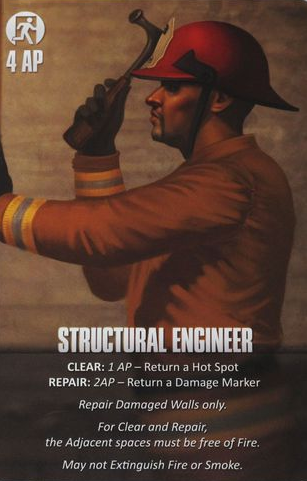 4 AP
STRUCTURAL ENGINEER
CLEAR: 1 AP – Return a Hot Spot
REPAIR: 2AP – Return a Damage Marker
Repair Damaged Walls only.
For Clear and Repair,
the Adjacent spaces must be free of Fire.
May not Extinguish Fire or Smoke.